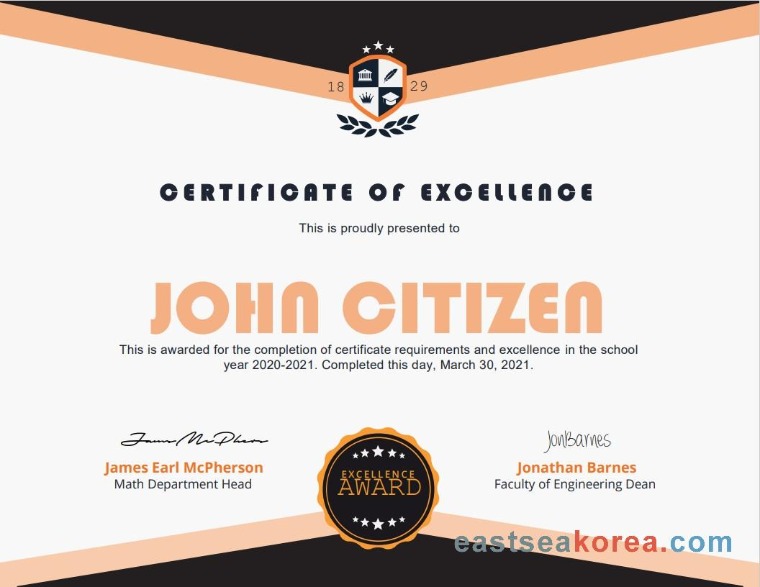 18 29
CERTIFICATE OF EXCELLENCE
This is proudly presented to
JOHN CITIZEN
This is awarded for the completion of certificate requirements and excellence in the school
year 2020-2021. Completed this day, March 30, 2021.
James McPherson
JonBarnes
James Earl McPherson
Jonathan Barnes
Math Department Head
Faculty of Engineering Dean
EXCELLENCE
AWARD
eastseakorea.com